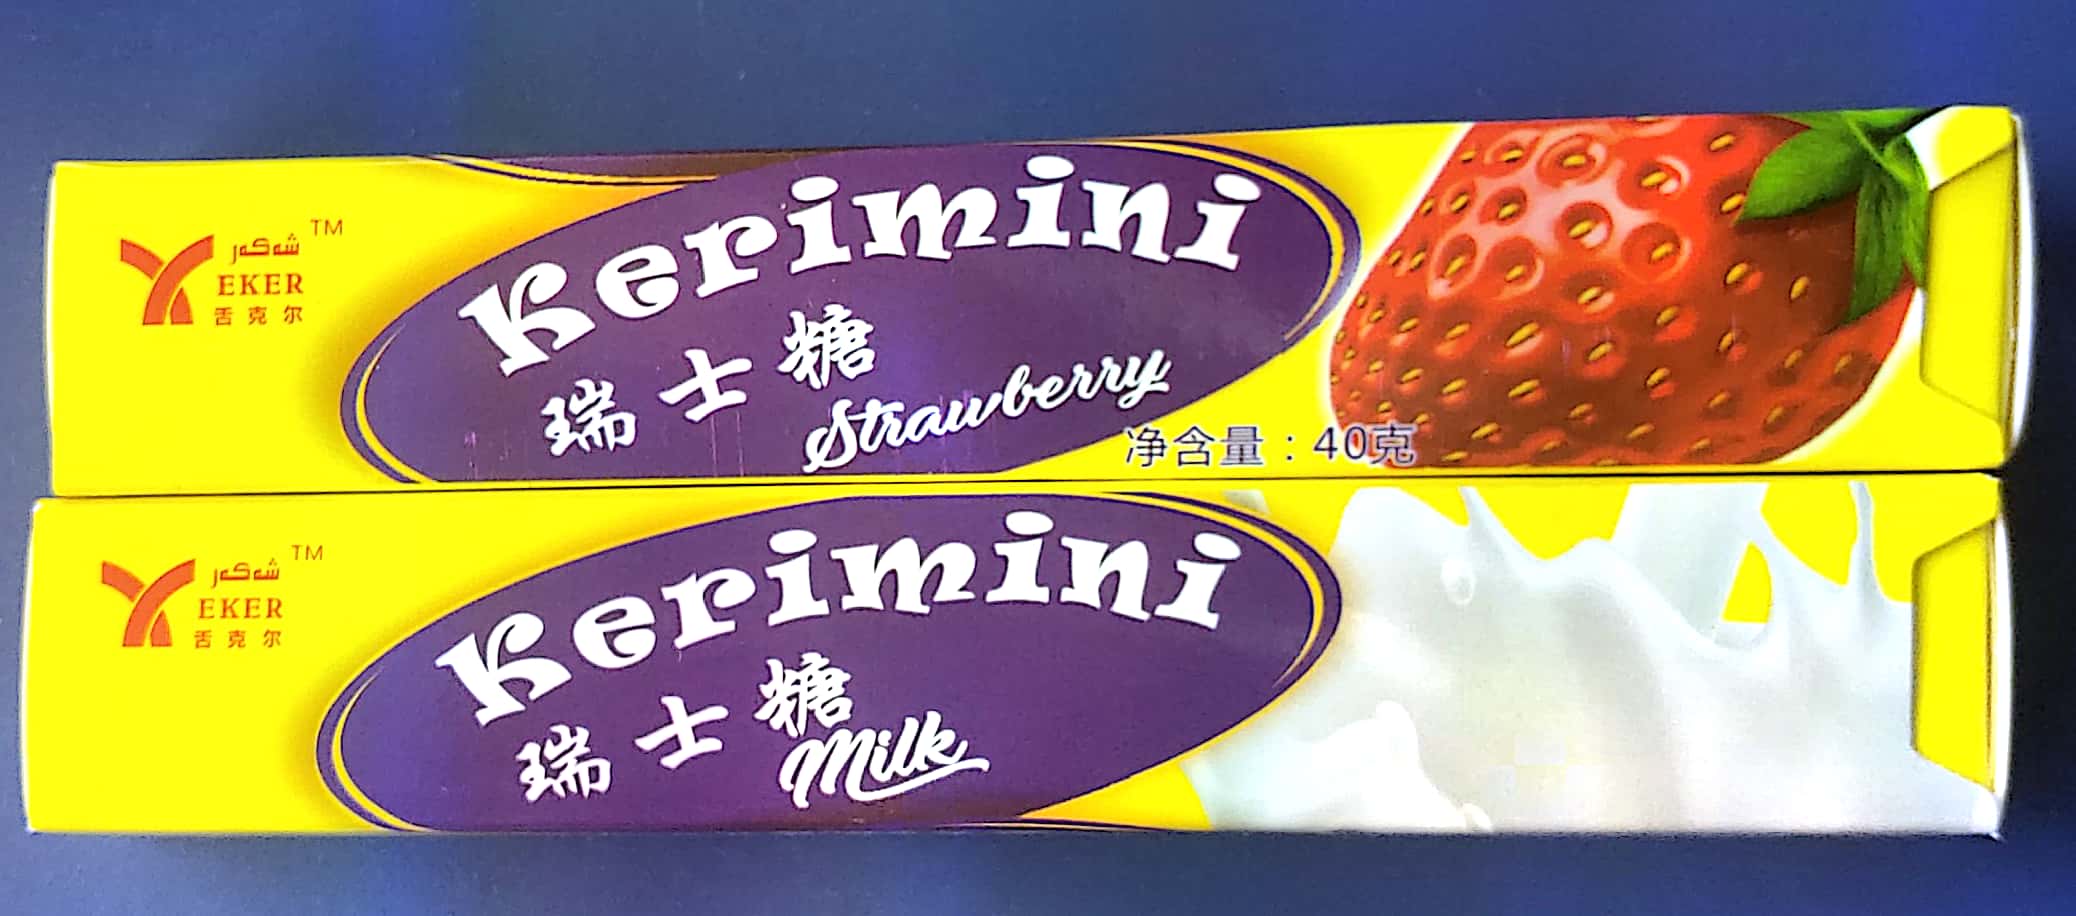 شەكەر
TM
EKER
舌克尔
Kerimini
瑞士糖
Strawberry
净含量：40克
شەكەر
TM
EKER
舌克尔
Kerimini
瑞士糖
Milk